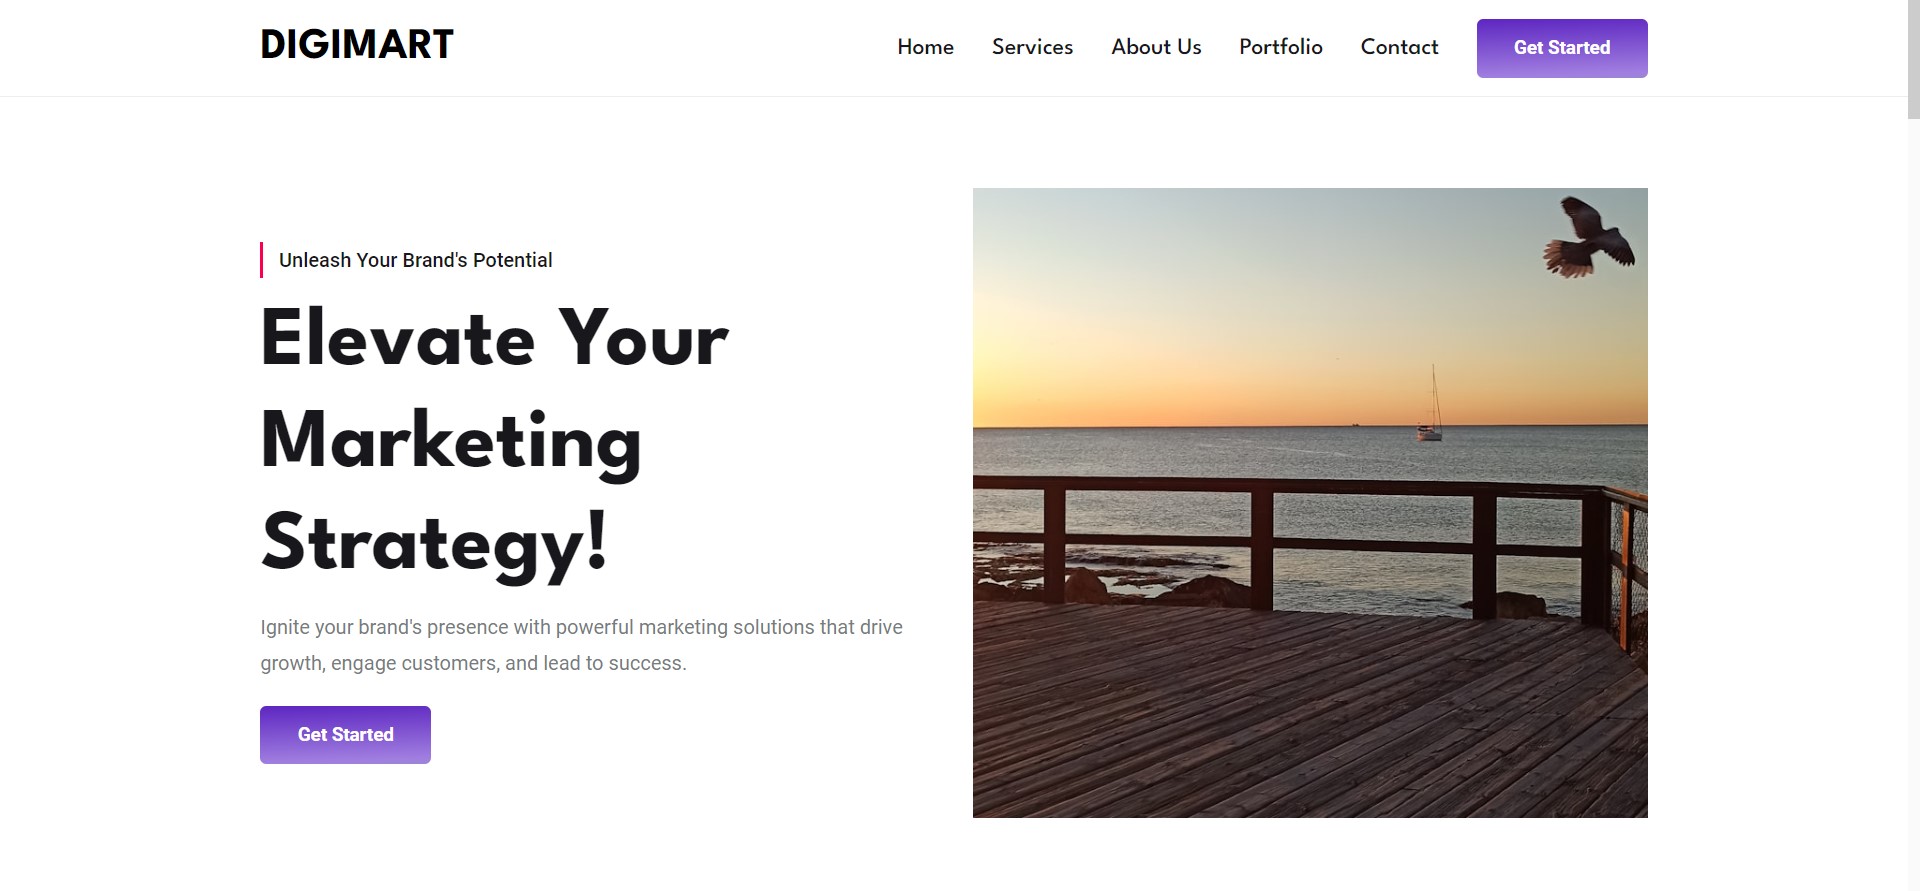 DIGIMART
Home Services About Us Portfolio Contact Get Started
Unleash Your Brand's Potential
Elevate Your
Marketing
Strategy!
Ignite your brand's presence with powerful marketing solutions that drive
growth, engage customers, and lead to success.
Get Started